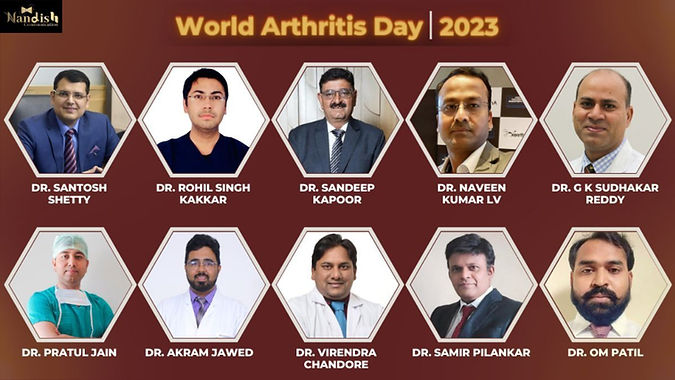 Nandish
Communication
World Arthritis Day | 2023
DR. SANTOSH
SHETTY
DR. ROHIL SINGH
KAKKAR
DR. SANDEEP
KAPOOR
DR. NAVEEN
KUMAR LV
DR. G K SUDHAKAR
REDDY
DR. PRATUL JAIN
DR. AKRAM JAWED
DR. VIRENDRA
CHANDORE
DR. SAMIR PILANKAR
DR. OM PATIL